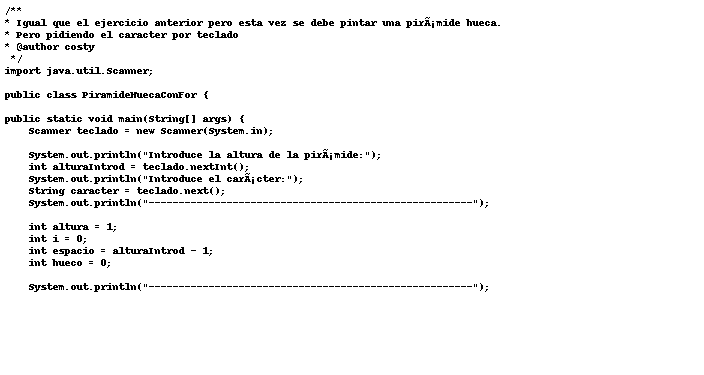 /**
* Igual que el ejercicio anterior pero esta vez se debe pintar una pirÃ¡mide hueca.
* Pero pidiendo el caracter por teclado
* @author costy
*/
import java.util.Scanner;
public class PiramideHuecaConFor {
public static void main(String[] args) {
Scanner teclado = new Scanner(System.in);
System.out.println("Introduce la altura de la pirÃ¡mide:");
int alturaIntrod = teclado.nextInt();
System.out.println("Introduce el carÃ¡cter:");
String caracter = teclado.next();
System.out.println("------------------------------------------------------");
int altura = 1;
int i = 0;
int espacio = alturaIntrod - 1;
int hueco = 0;
System.out.println("------------------------------------------------------");